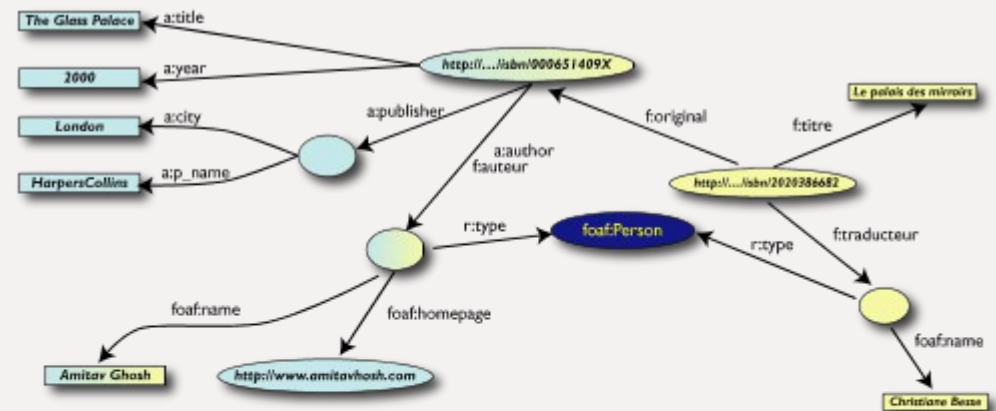 The Glass Palace
a:title
http://...isbn/000651409X
2000
a:year
Le palais des mirroirs
a:publisher
f:original
London
a:city
f:titre
a:author
f:auteur
HarpersCollins
a:p_name
http://...isbn/2020386682
r:type
foaf:Person
r:type
f:traducteur
foaf:name
foaf:homepage
foaf:name
Amitav Ghosh
http://www.amitavhosh.com
Christiane Besse